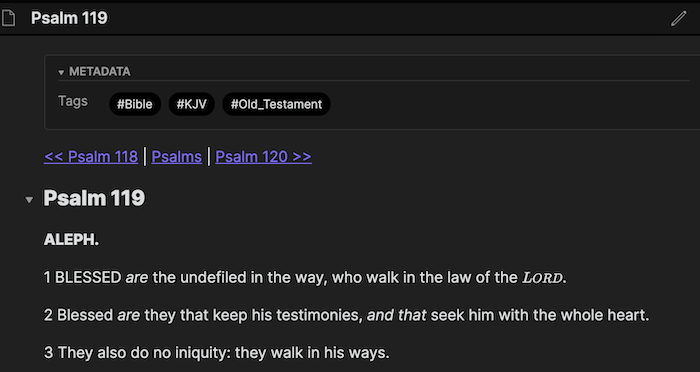 Psalm 119
METADATA
Tags #Bible #KJV #Old_Testament
<< Psalm 118 | Psalms | Psalm 120 >>
Psalm 119
ALEPH.
1 BLESSED are the undefiled in the way, who walk in the law of the LORD.
2 Blessed are they that keep his testimonies, and that seek him with the whole heart.
3 They also do no iniquity: they walk in his ways.